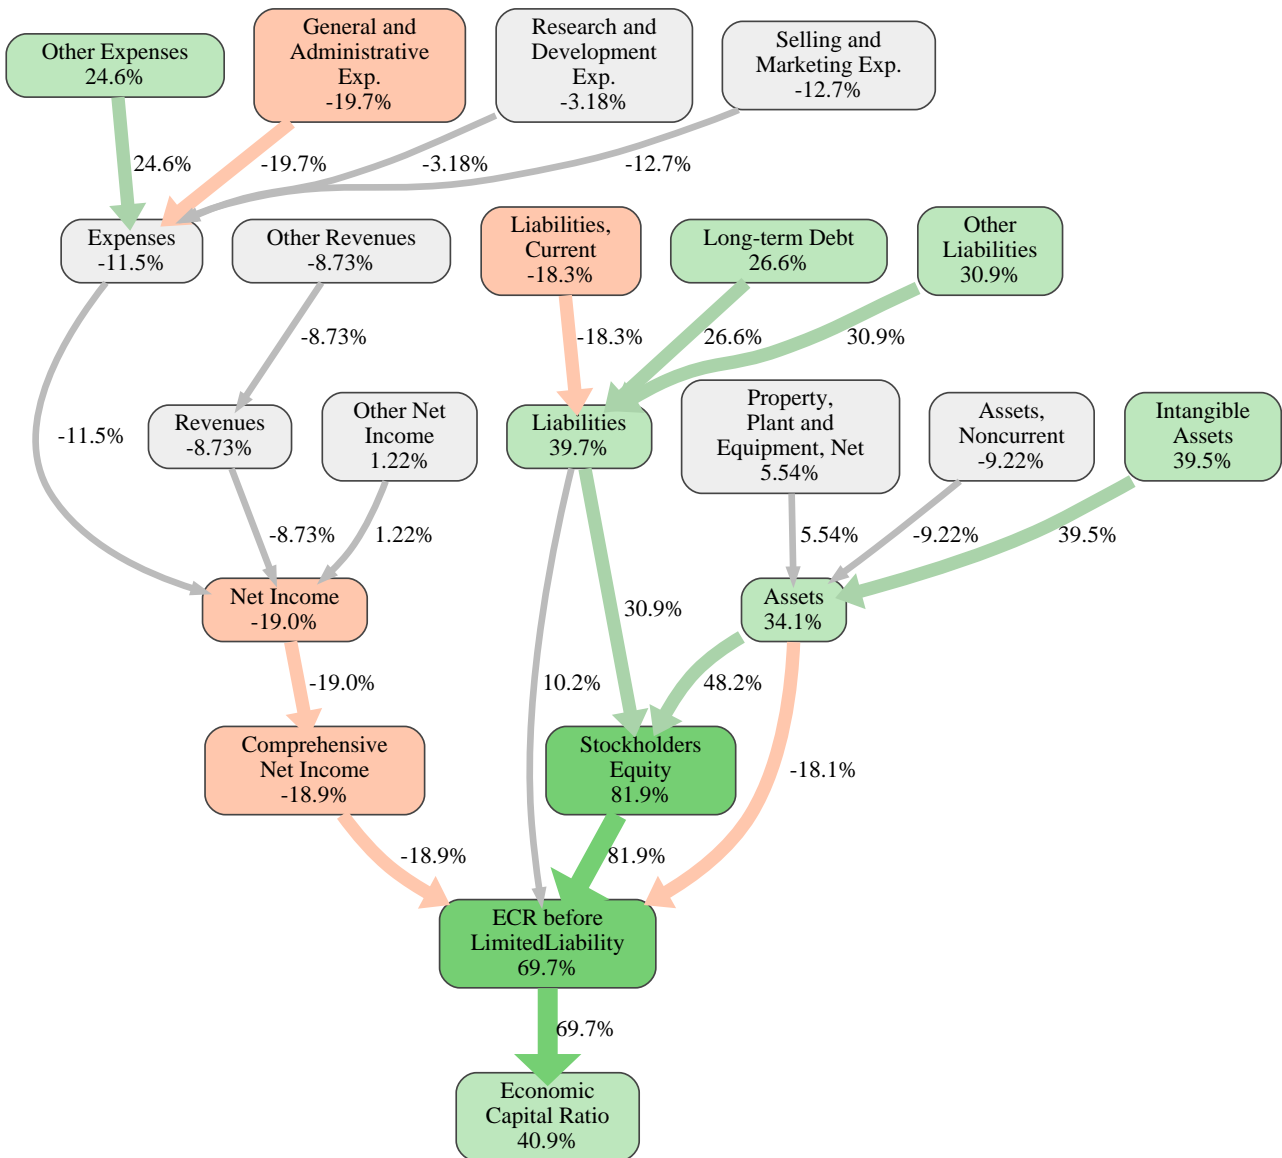 Other Expenses
24.6%
General and
Administrative
Exp.
-19.7%
Research and
Development
Exp.
-3.18%
Selling and
Marketing Exp.
-12.7%
24.6%
-19.7%
-3.18%
-12.7%
Expenses
-11.5%
Other Revenues
-8.73%
Liabilities,
Current
-18.3%
Long-term Debt
26.6%
Other
Liabilities
30.9%
-8.73%
-18.3%
26.6%
30.9%
-11.5%
Revenues
-8.73%
Other Net
Income
1.22%
Liabilities
39.7%
Property,
Plant and
Equipment, Net
5.54%
Assets,
Noncurrent
-9.22%
Intangible
Assets
39.5%
-8.73%
1.22%
5.54%
-9.22%
39.5%
Net Income
-19.0%
30.9%
Assets
34.1%
-19.0%
10.2%
48.2%
Comprehensive
Net Income
-18.9%
Stockholders
Equity
81.9%
-18.1%
-18.9%
81.9%
ECR before
LimitedLiability
69.7%
69.7%
Economic
Capital Ratio
40.9%